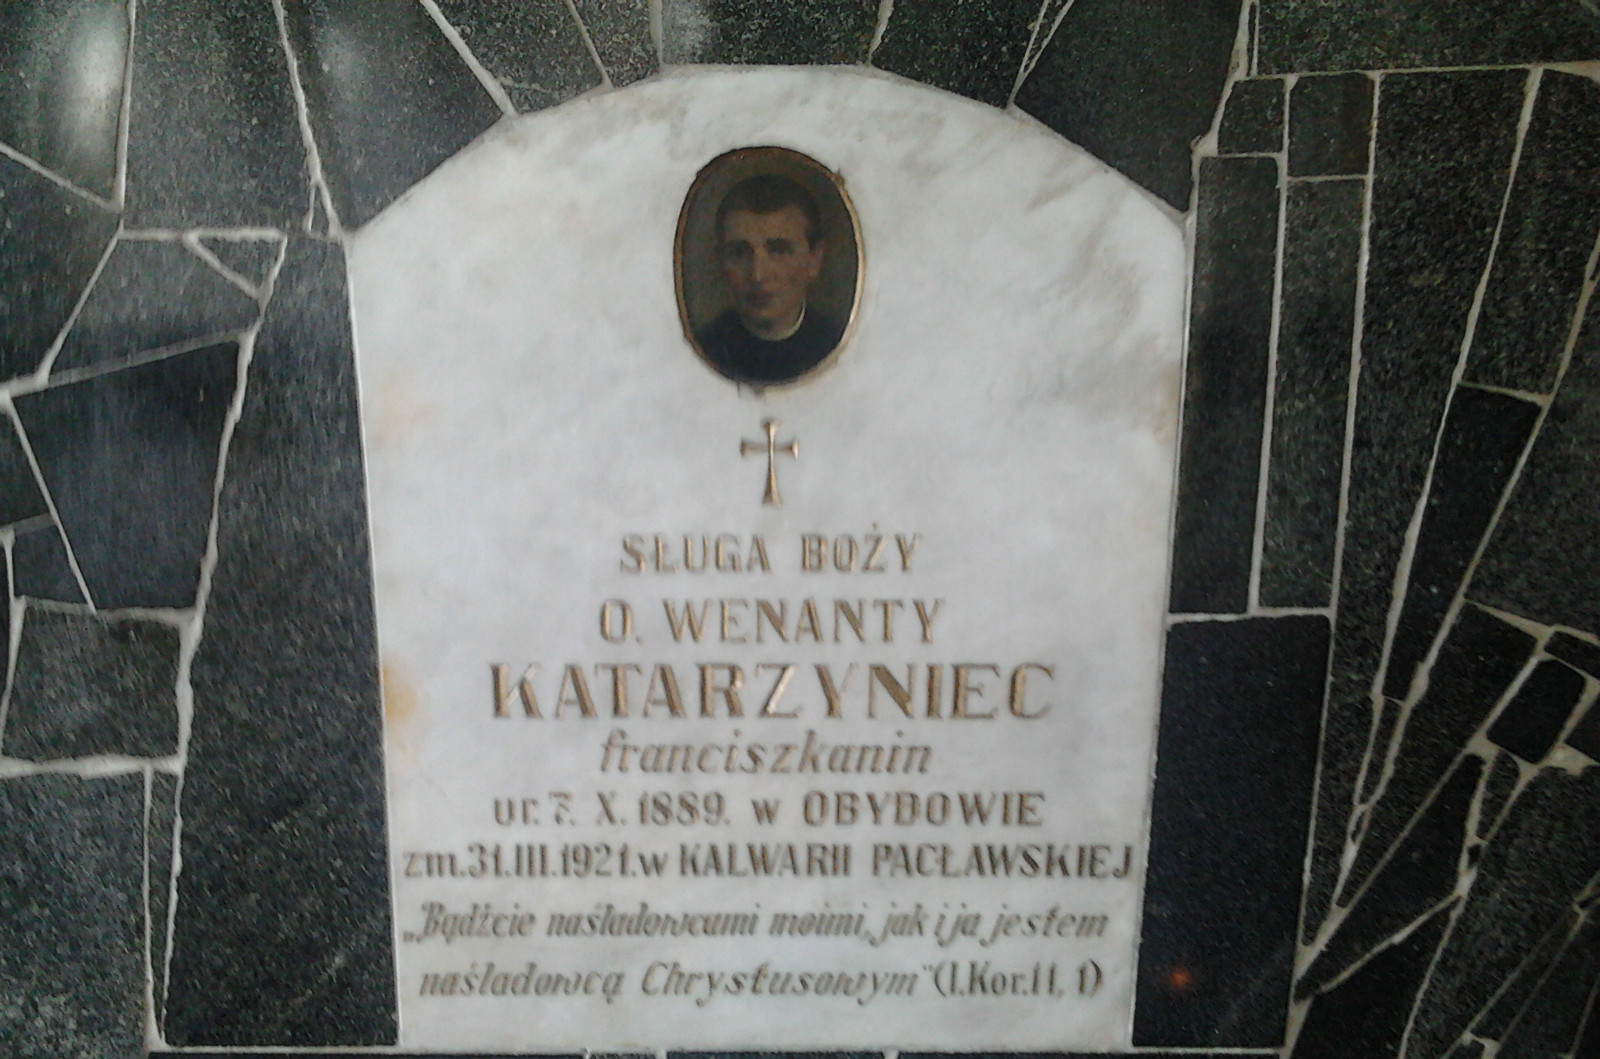 SŁUGA BOŻY
O. WENANTY
KATARZYNIEC
franciszkanin
ur. 7. X. 1889. w OBYDOWIE
zm. 31.III.1921. w KALWARII PACŁAWSKIEJ
„Bądźcie naśladowcami moimi, jak i ja jestem
naśladowcą Chrystusowym” (I.Kor.11, 1)